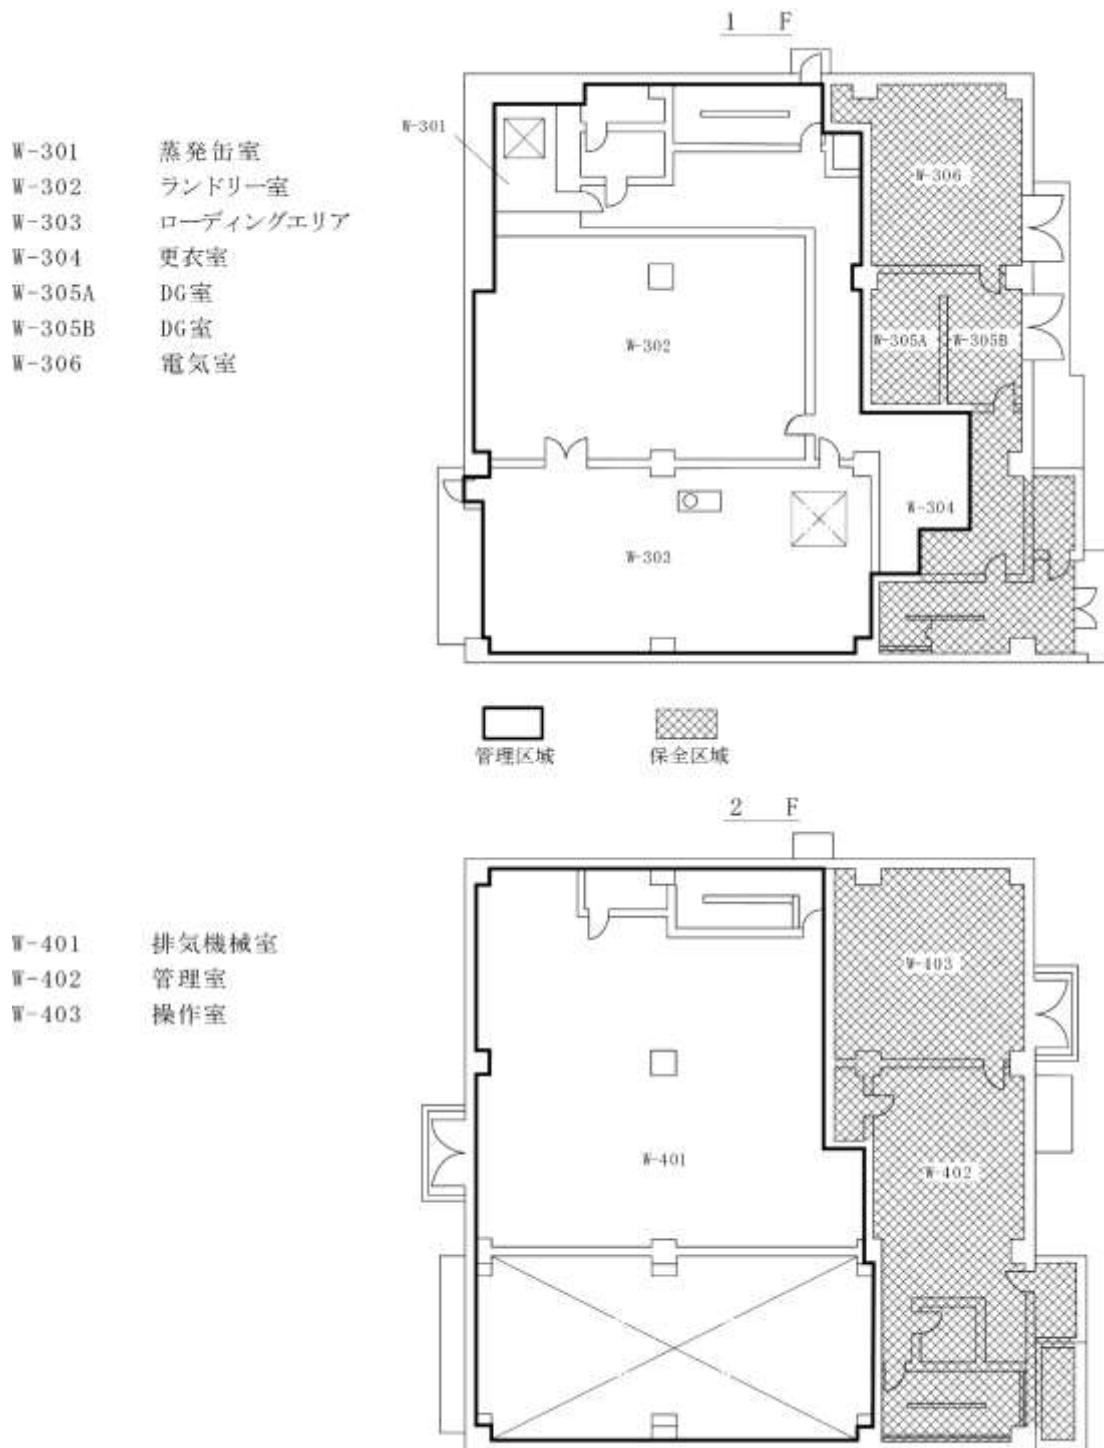 1 F
W-301 蒸発缶室
W-302 ランドリー室
W-303 ローディングエリア
W-304 更衣室
W-305A DG室
W-305B DG室
W-306 電気室
W-301
W-306
W-302
W-305A
W-305B
W-304
W-303
管理区域
保全区域
2 F
W-401 排気機械室
W-402 管理室
W-403 操作室
W-403
W-401
W-402